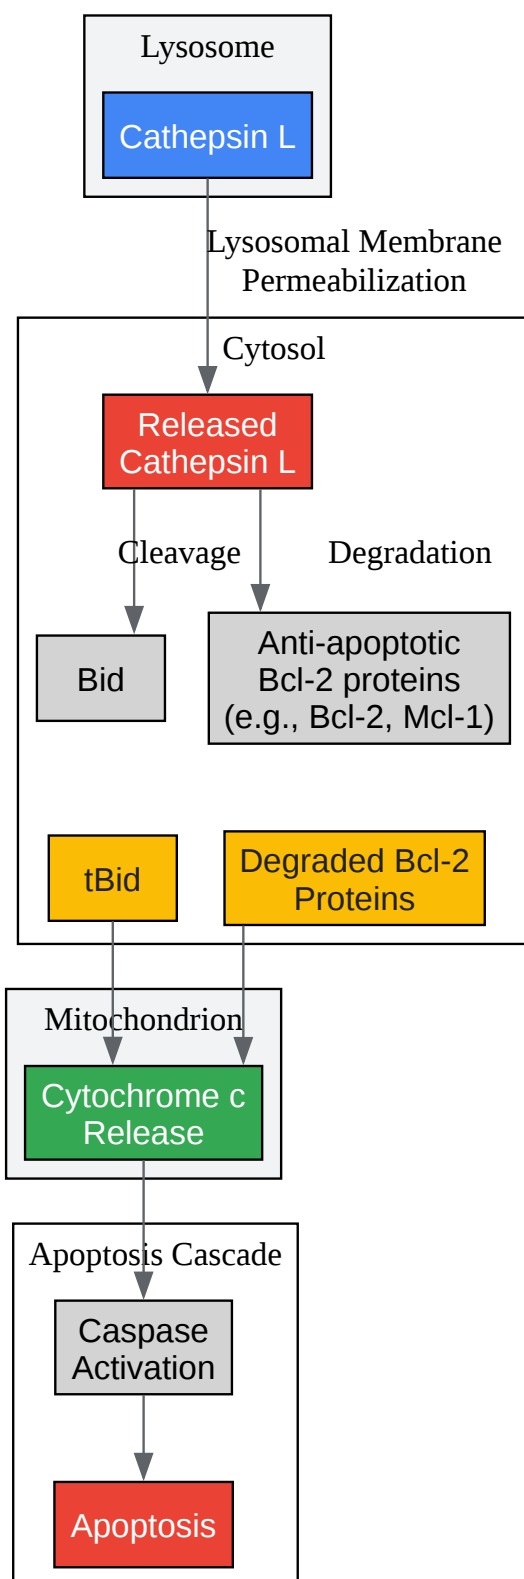 Lysosome
Cathepsin L
Lysosomal Membrane
Permeabilization
Cytosol
Released
Cathepsin L
Cleavage
Degradation
Bid
Anti-apoptotic
Bcl-2 proteins
(e.g., Bcl-2, Mcl-1)
tBid
Degraded Bcl-2
Proteins
Mitochondrion
Cytochrome c
Release
Apoptosis Cascade
Caspase
Activation
Apoptosis